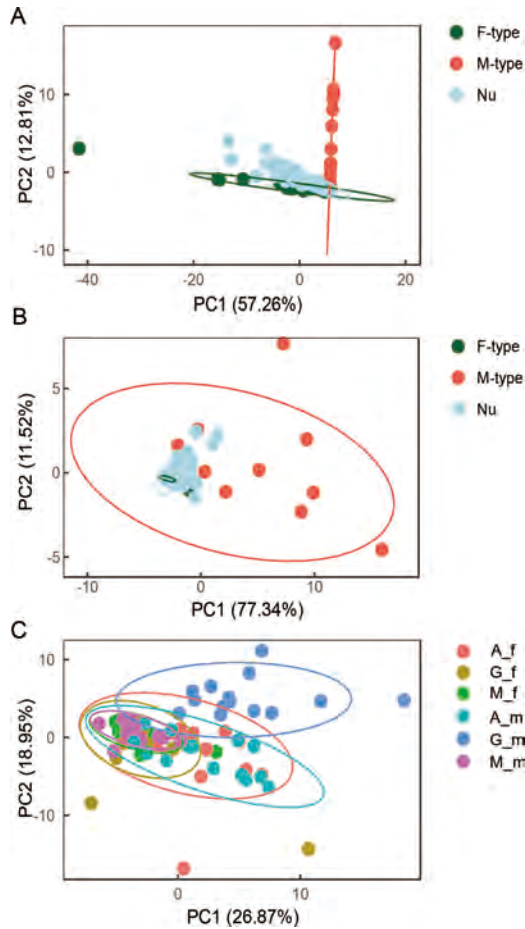 A
F-type
M-type
Nu
10
0
-10
PC2 (12.81%)
-40
-20
0
20
PC1 (57.26%)
B
F-type
M-type
Nu
5
0
-5
PC2 (11.52%)
-10
0
10
PC1 (77.34%)
C
A_f
G_f
M_f
A_m
G_m
M_m
10
0
-10
PC2 (18.95%)
0
10
PC1 (26.87%)